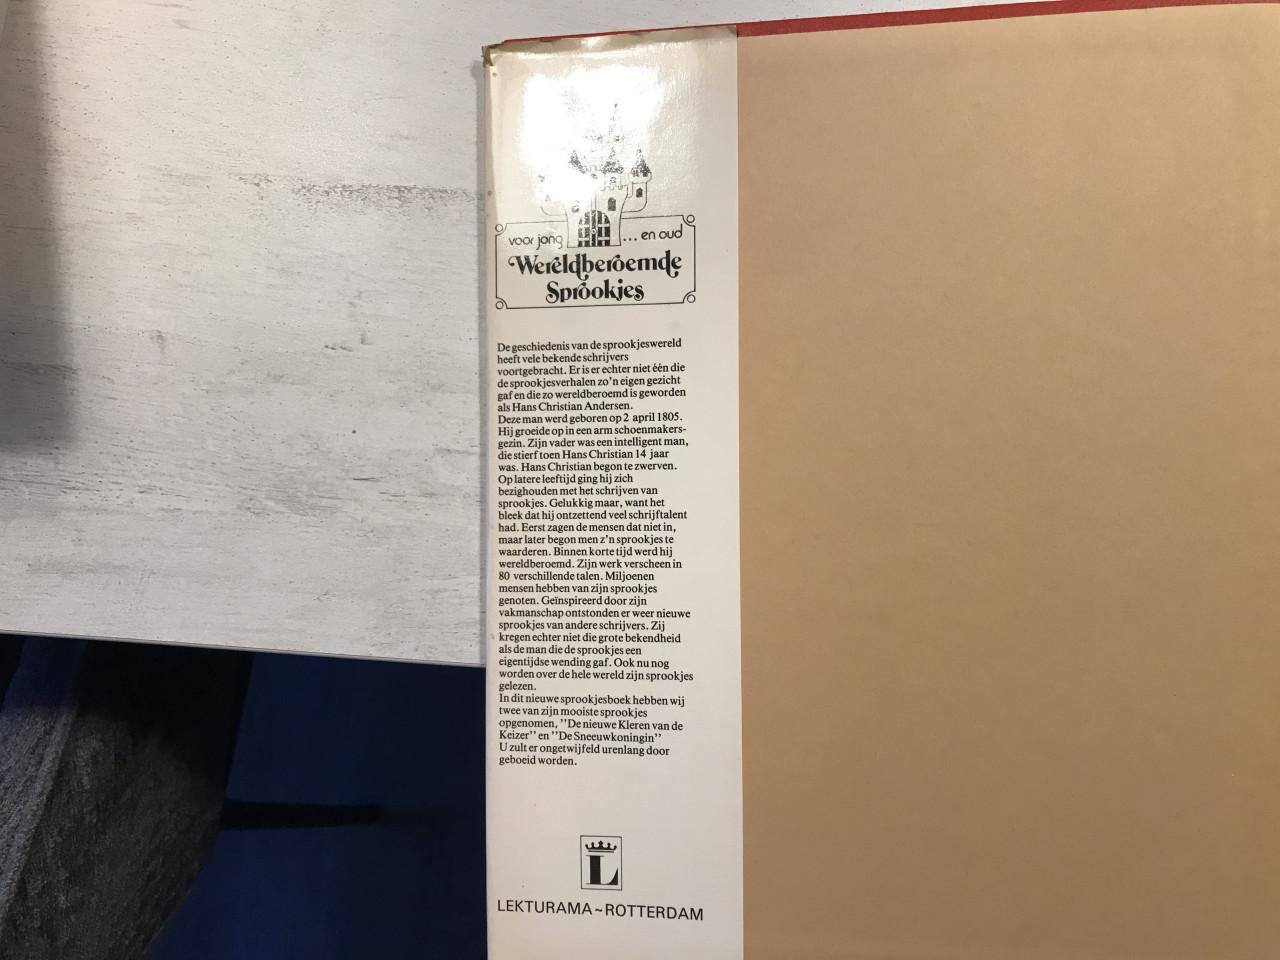 voor jong ... en oud
Wereldberoemde
Sprookjes
De geschiedenis van de sprookjeswereld
heeft vele bekende schrijvers
voortgebracht. Er is er echter niet één die
de sprookjesverhalen zo'n eigen gezicht
gaf en die zo wereldberoemd is geworden
als Hans Christian Andersen.
Deze man werd geboren op 2 april 1805.
Hij groeide op in een arm schoenmakers-
gezin. Zijn vader was een intelligent man,
die stierf toen Hans Christian 14 jaar
was. Hans Christian begon te zwerven.
Op latere leeftijd ging hij zich
bezighouden met het schrijven van
sprookjes. Gelukkig maar, want het
bleek dat hij ontzettend veel schrijftalent
had. Eerst zagen de mensen dat niet in,
maar later begon men z'n sprookjes te
waarderen. Binnen korte tijd werd hij
wereldberoemd. Zijn werk verscheen in
80 verschillende talen. Miljoenen
mensen hebben van zijn sprookjes
genoten. Geïnspireerd door zijn
vakmanschap ontstonden er weer nieuwe
sprookjes van andere schrijvers. Zij
kregen echter niet die grote bekendheid
als de man die de sprookjes een
eigentijdse wending gaf. Ook nu nog
worden over de hele wereld zijn sprookjes
gelezen.
In dit nieuwe sprookjesboek hebben wij
twee van zijn mooiste sprookjes
opgenomen, "De nieuwe Kleren van de
Keizer" en "De Sneeuwkoningin"
U zult er ongetwijfeld urenlang door
geboeid worden.
L
LEKTURAMA~ROTTERDAM